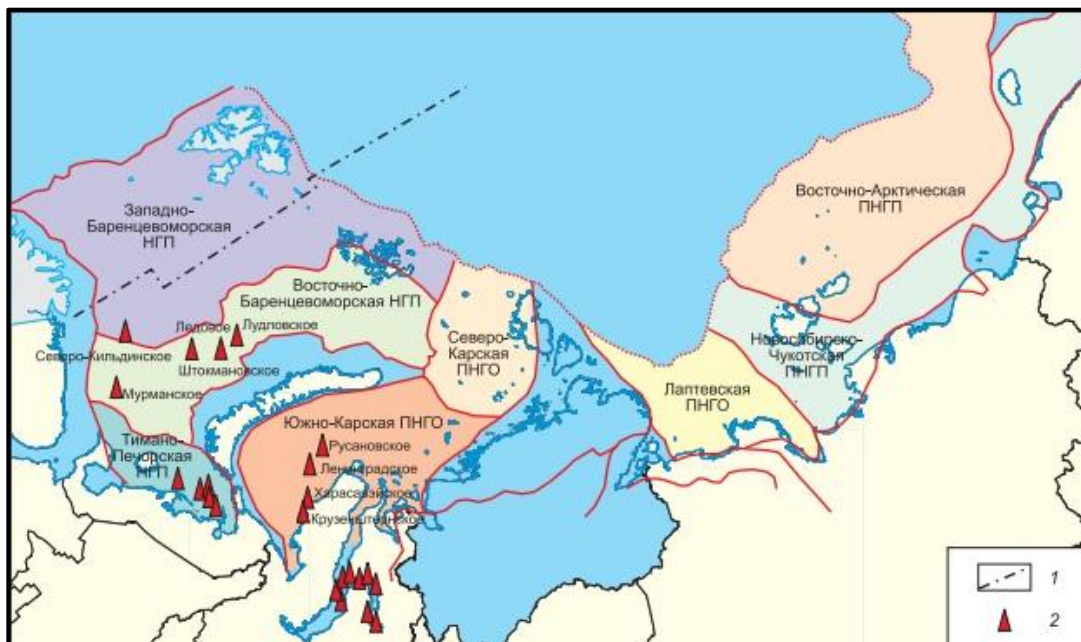 Западно-
Баренцевоморская
НГП
Восточно-Арктическая
ПНГП
Восточно-
Баренцевоморская НГП
Ледовое
Лудловское
Северо-Кильдинское
Штокмановское
Мурманское
Северо-
Карская
ПНГО
Новосибирско-
Чукотская
ПНГП
Лаптевская
ПНГО
Тимано-
Печорская
НГП
Южно-Карская ПНГО
Русановское
Ленинградское
Харасавэйское
Крузенштернское
1
2